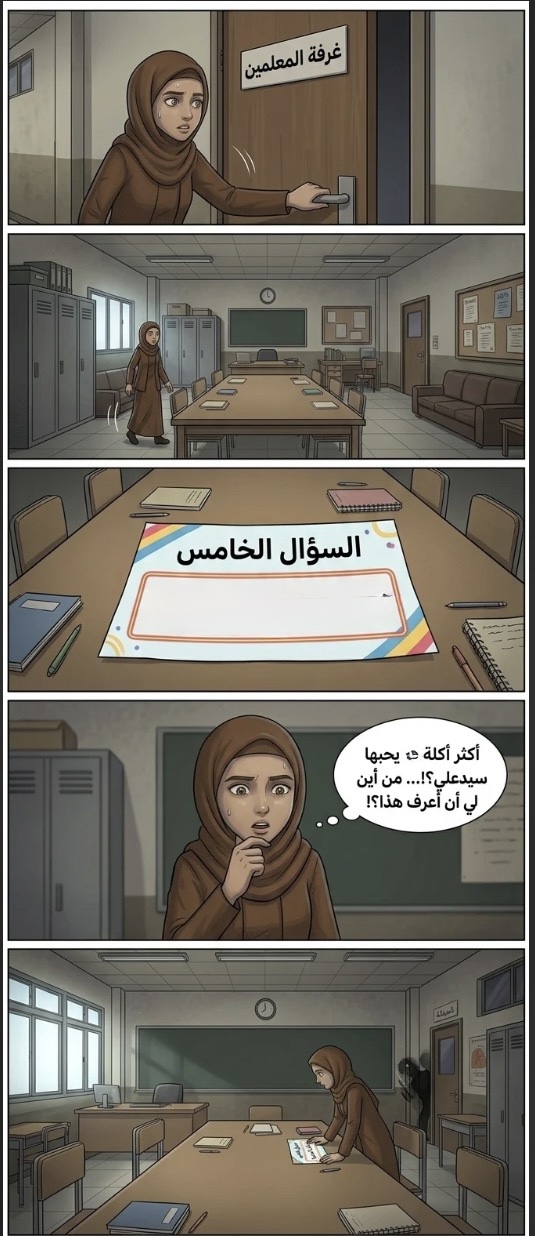 غرفة المعلمين
السؤال الخامس
أكثر أكلة يحبها
سيدعلي؟!... من أين
لي أن أعرف هذا؟!